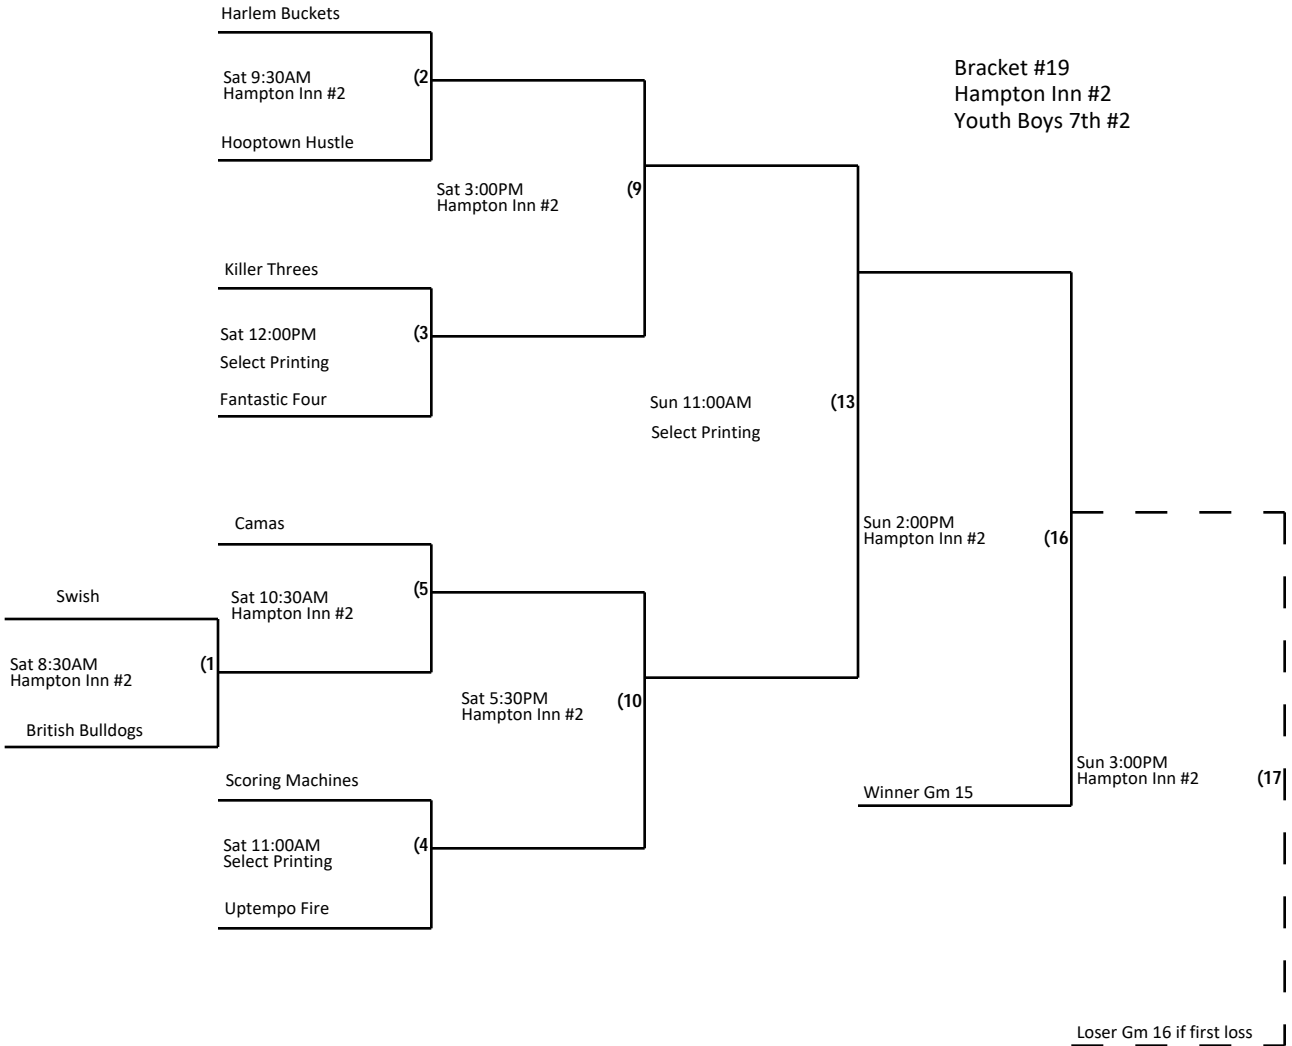 Harlem Buckets
Bracket #19
Hampton Inn #2
Youth Boys 7th #2
Sat 9:30AM
Hampton Inn #2
(2
Hooptown Hustle
Sat 3:00PM
Hampton Inn #2
(9
Killer Threes
Sat 12:00PM
Select Printing
(3
Fantastic Four
Sun 11:00AM
Select Printing
(13
Camas
Sun 2:00PM
Hampton Inn #2
(16
Swish
Sat 10:30AM
Hampton Inn #2
(5
Sat 8:30AM
Hampton Inn #2
(1
Sat 5:30PM
Hampton Inn #2
(10
British Bulldogs
Scoring Machines
Sun 3:00PM
Hampton Inn #2
(17
Winner Gm 15
Sat 11:00AM
Select Printing
(4
Uptempo Fire
Loser Gm 16 if first loss